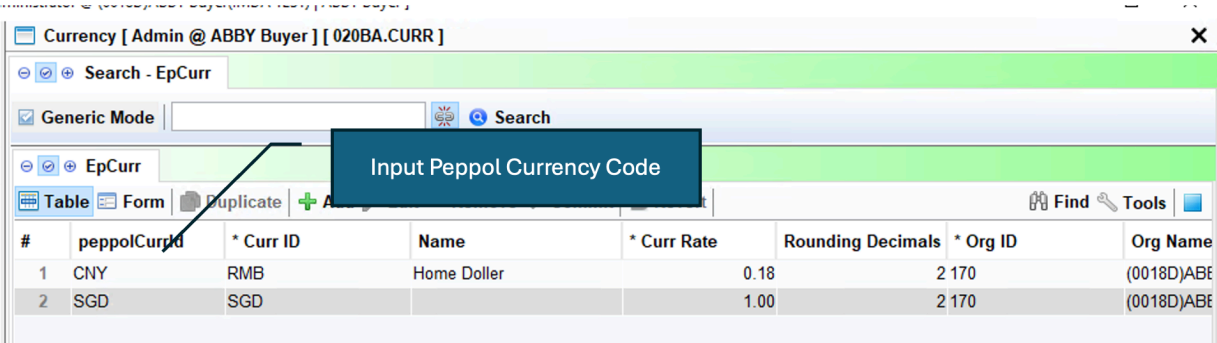 Currency [ Admin @ ABBY Buyer ] [ 020BA.CURR ]
Search - EpCurr
Generic Mode Search
Input Peppol Currency Code
EpCurr
Table Form Duplicate Find Tools
# peppolCurrId * Curr ID Name * Curr Rate Rounding Decimals * Org ID Org Name
1 CNY RMB Home Doller 0.18 2 170 (0018D)ABE
2 SGD SGD 1.00 2 170 (0018D)ABE